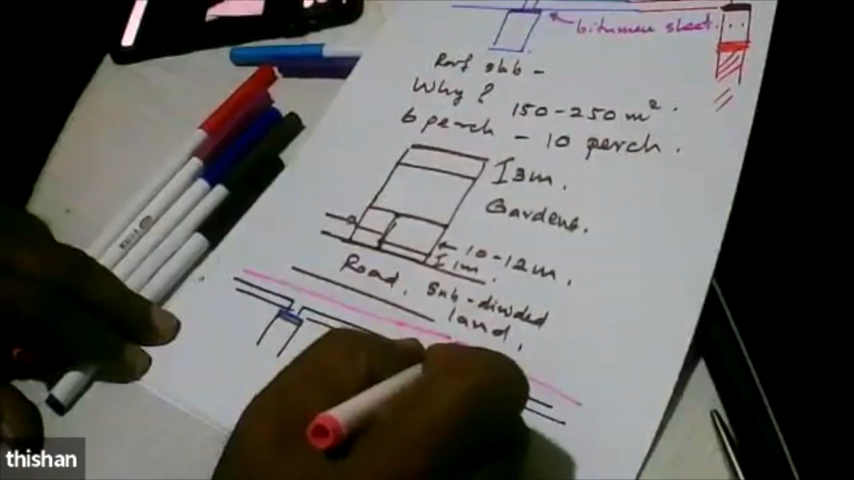 bitumen sheet.
Roof slab -
Why?
150-250 m².
6 perch - 10 perch.
I 3m.
Gardens.
10-12m.
I 1m.
Road.
Sub-divided
land.
thishan